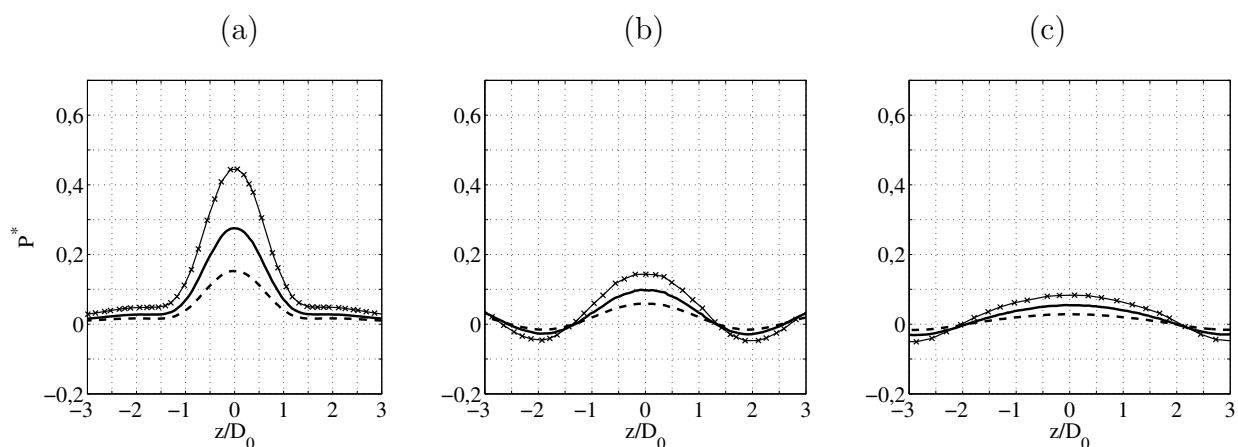 (a) (b) (c)
0,6 0,6 0,6
0,4 0,4 0,4
P* 0,2 0,2 0,2
0 0 0
−0,2 −0,2 −0,2
−3 −2 −1 0 1 2 3 −3 −2 −1 0 1 2 3 −3 −2 −1 0 1 2 3
z/D₀ z/D₀ z/D₀